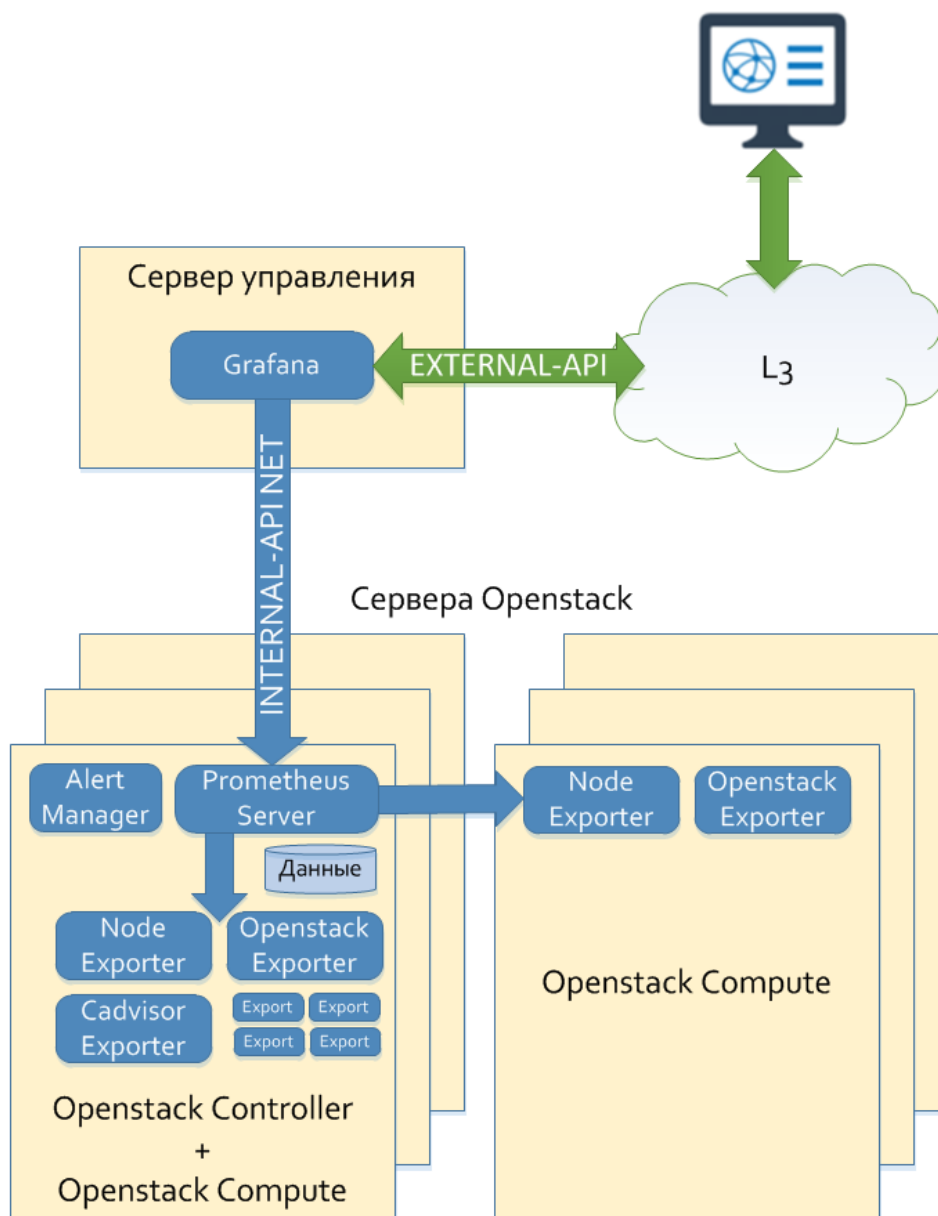 Сервер управления
Grafana
EXTERNAL-API
L3
INTERNAL-API NET
Сервера Openstack
Alert
Manager
Prometheus
Server
Node
Exporter
Openstack
Exporter
Данные
Node
Exporter
Openstack
Exporter
Cadvisor
Exporter
Export
Export
Export
Export
Openstack Compute
Openstack Controller
+
Openstack Compute